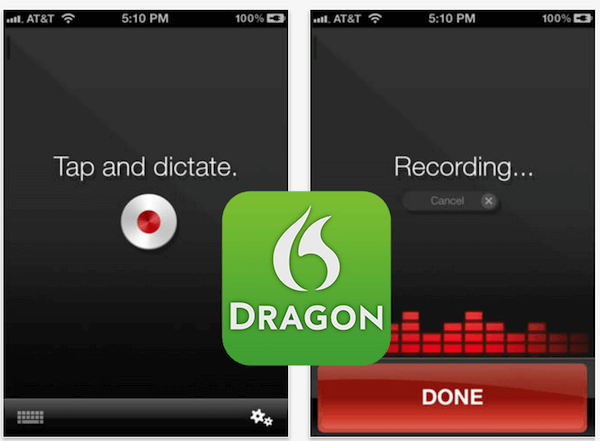 AT&T 5:10 PM 100%
Tap and dictate.
AT&T 5:10 PM 100%
Recording...
Cancel
DRAGON
DONE